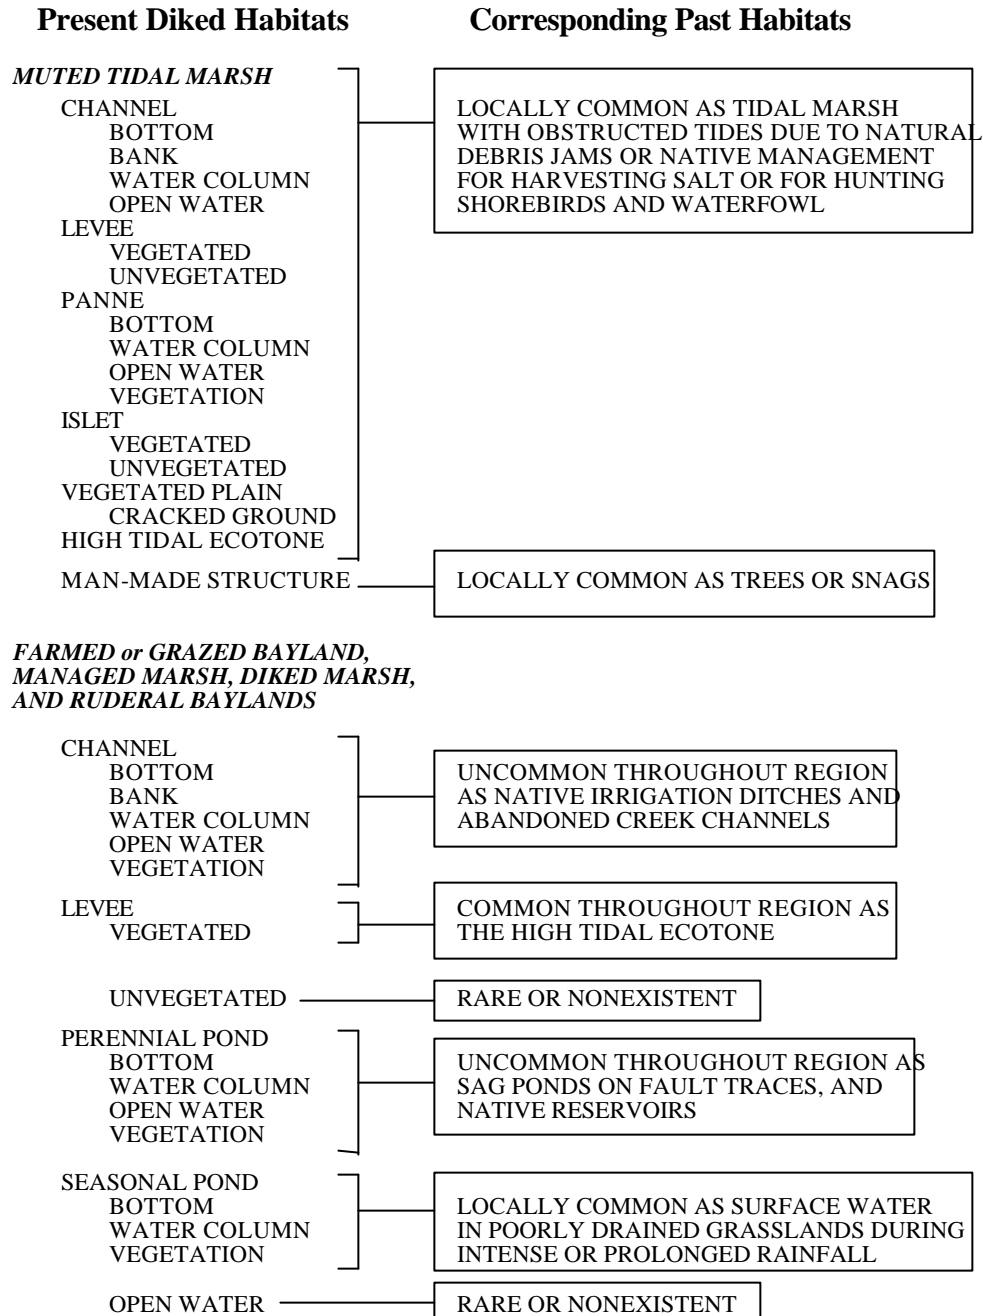 Present Diked Habitats
Corresponding Past Habitats
MUTED TIDAL MARSH
CHANNEL
BOTTOM
BANK
WATER COLUMN
OPEN WATER
LEVEE
VEGETATED
UNVEGETATED
PANNE
BOTTOM
WATER COLUMN
OPEN WATER
VEGETATION
ISLET
VEGETATED
UNVEGETATED
VEGETATED PLAIN
CRACKED GROUND
HIGH TIDAL ECOTONE
LOCALLY COMMON AS TIDAL MARSH
WITH OBSTRUCTED TIDES DUE TO NATURAL
DEBRIS JAMS OR NATIVE MANAGEMENT
FOR HARVESTING SALT OR FOR HUNTING
SHOREBIRDS AND WATERFOWL
MAN-MADE STRUCTURE
LOCALLY COMMON AS TREES OR SNAGS
FARMED or GRAZED BAYLAND,
MANAGED MARSH, DIKED MARSH,
AND RUDERAL BAYLANDS
CHANNEL
BOTTOM
BANK
WATER COLUMN
OPEN WATER
VEGETATION
UNCOMMON THROUGHOUT REGION
AS NATIVE IRRIGATION DITCHES AND
ABANDONED CREEK CHANNELS
LEVEE
VEGETATED
COMMON THROUGHOUT REGION AS
THE HIGH TIDAL ECOTONE
UNVEGETATED
RARE OR NONEXISTENT
PERENNIAL POND
BOTTOM
WATER COLUMN
OPEN WATER
VEGETATION
UNCOMMON THROUGHOUT REGION AS
SAG PONDS ON FAULT TRACES, AND
NATIVE RESERVOIRS
SEASONAL POND
BOTTOM
WATER COLUMN
VEGETATION
LOCALLY COMMON AS SURFACE WATER
IN POORLY DRAINED GRASSLANDS DURING
INTENSE OR PROLONGED RAINFALL
OPEN WATER
RARE OR NONEXISTENT